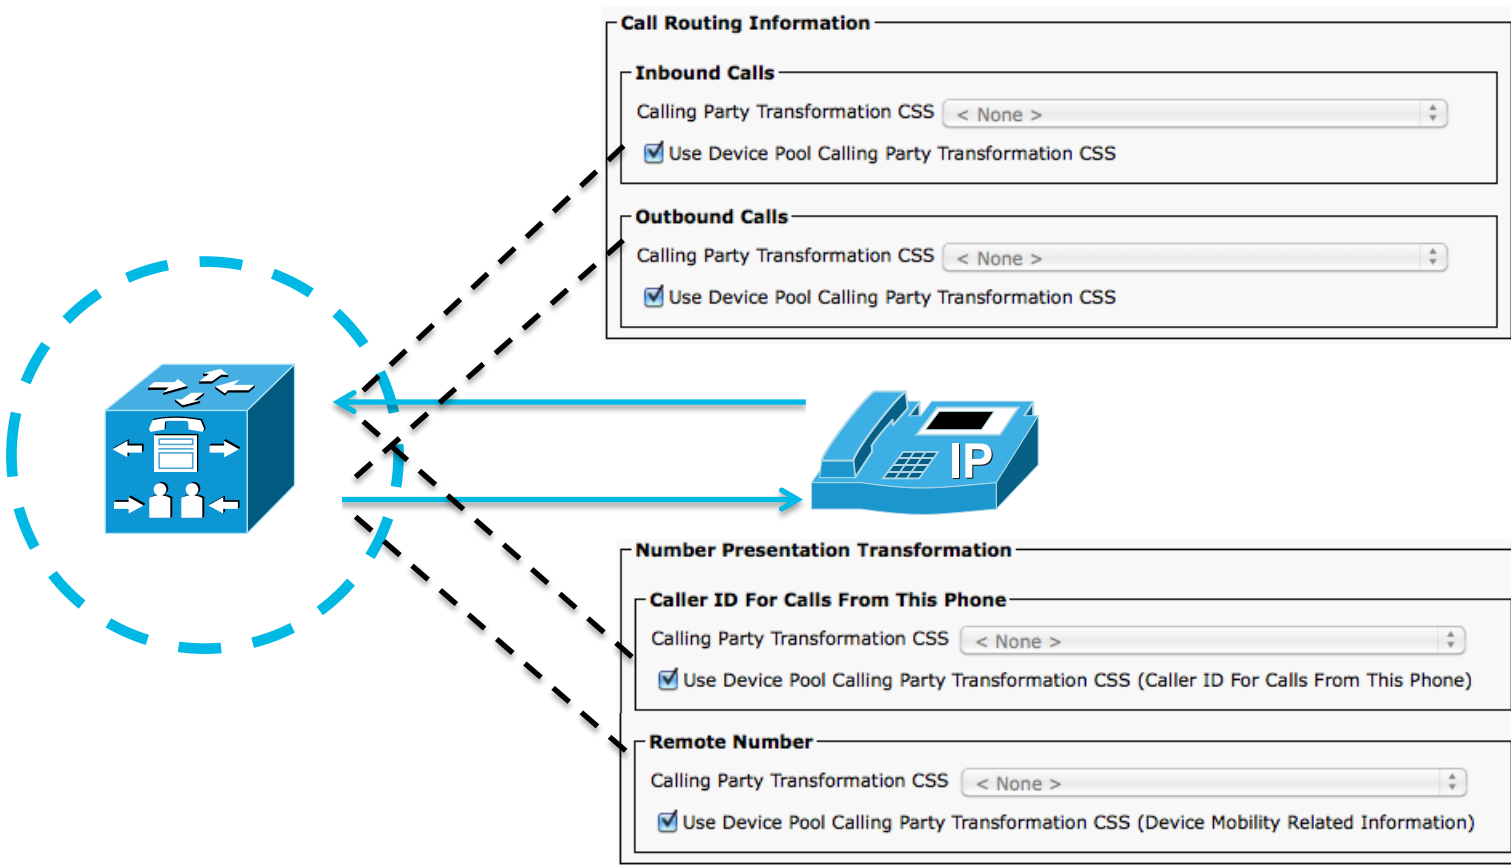 Call Routing Information
Inbound Calls
Calling Party Transformation CSS < None >
Use Device Pool Calling Party Transformation CSS
Outbound Calls
Calling Party Transformation CSS < None >
Use Device Pool Calling Party Transformation CSS
IP
Number Presentation Transformation
Caller ID For Calls From This Phone
Calling Party Transformation CSS < None >
Use Device Pool Calling Party Transformation CSS (Caller ID For Calls From This Phone)
Remote Number
Calling Party Transformation CSS < None >
Use Device Pool Calling Party Transformation CSS (Device Mobility Related Information)